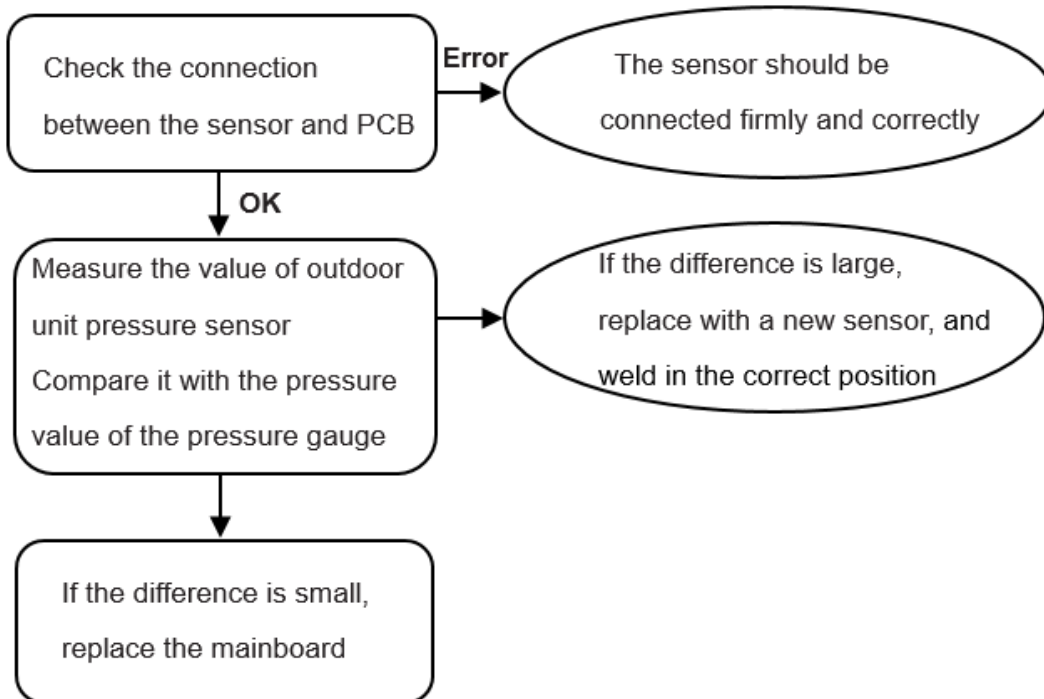 Check the connection
between the sensor and PCB
Error
The sensor should be
connected firmly and correctly
OK
Measure the value of outdoor
unit pressure sensor
Compare it with the pressure
value of the pressure gauge
If the difference is large,
replace with a new sensor, and
weld in the correct position
If the difference is small,
replace the mainboard